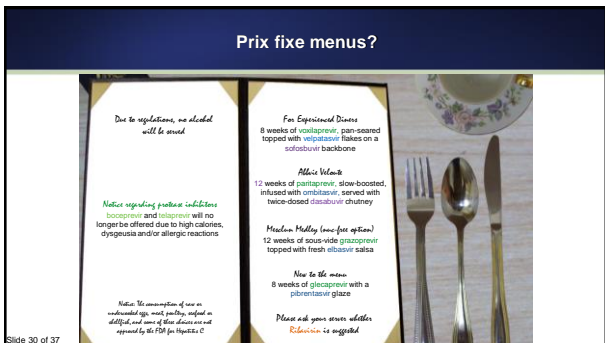 Prix fixe menus?
Due to regulations, no alcohol
will be served
Notice regarding protease inhibitors
boceprevir and telaprevir will no
longer be offered due to high calories,
dysgeusia and/or allergic reactions
Notice: The consumption of raw or
undercooked eggs, meat, poultry, seafood or
shellfish, and some of these choices are not
approved by the FDA for Hepatitis C
For Experienced Diners
8 weeks of voxilaprevir, pan-seared
topped with velpatasvir flakes on a
sofosbuvir backbone
Abbvie Veloute
12 weeks of paritaprevir, slow-boosted,
infused with ombitasvir, served with
twice-dosed dasabuvir chutney
Mesclun Medley (nuc-free option)
12 weeks of sous-vide grazoprevir
topped with fresh elbasvir salsa
New to the menu
8 weeks of glecaprevir with a
pibrentasvir glaze
Please ask your server whether
Ribavirin is suggested
Slide 30 of 37